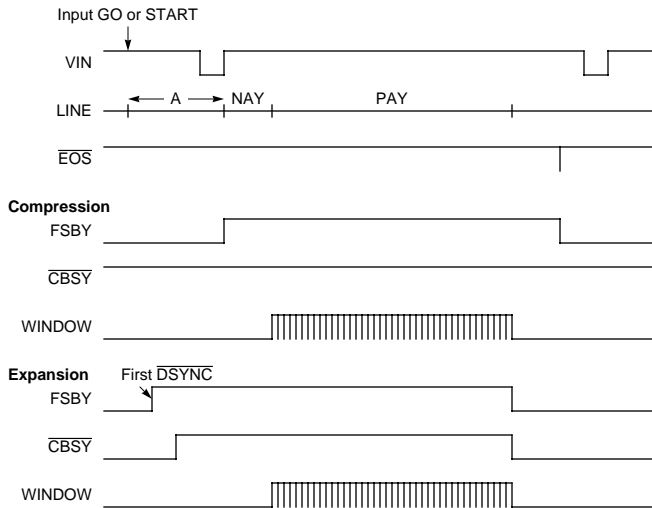 Input GO or START
VIN
LINE A NAY PAY
EOS
Compression
FSBY
CBSY
WINDOW
Expansion First DSYNC
FSBY
CBSY
WINDOW